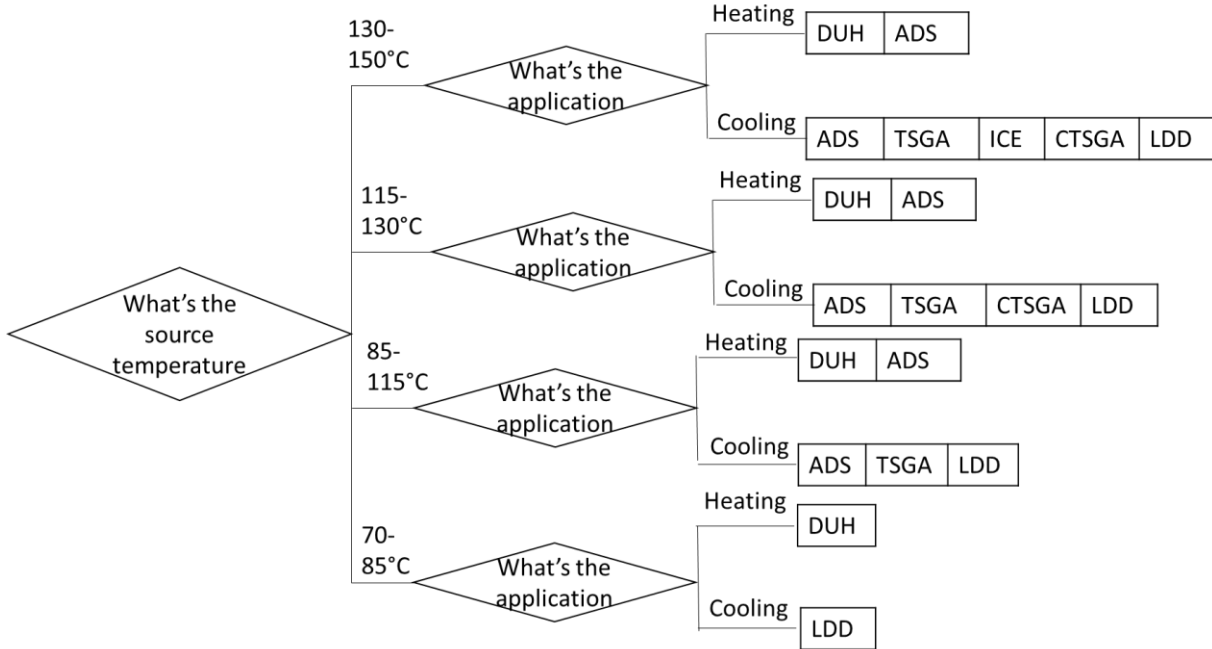 What's the
source
temperature
130-
150°C
What's the
application
Heating
DUH ADS
Cooling
ADS TSGA ICE CTSGA LDD
115-
130°C
What's the
application
Heating
DUH ADS
Cooling
ADS TSGA CTSGA LDD
85-
115°C
What's the
application
Heating
DUH ADS
Cooling
ADS TSGA LDD
70-
85°C
What's the
application
Heating
DUH
Cooling
LDD